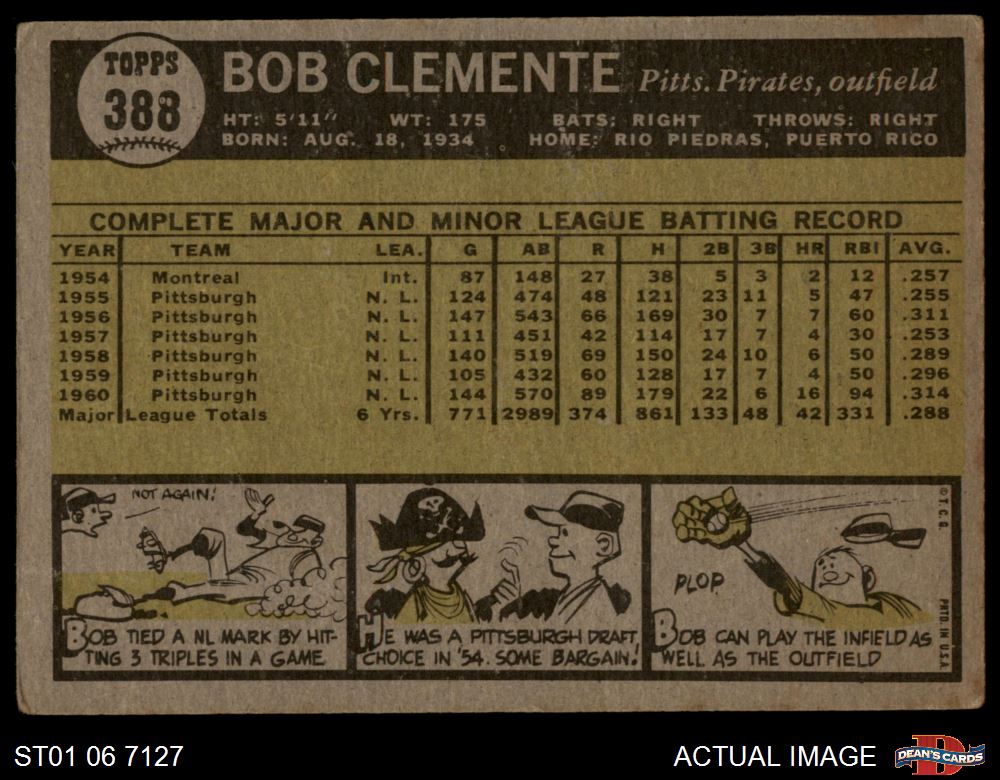 TOPPS
388
BOB CLEMENTE Pitts. Pirates, outfield
HT: 5'11" WT: 175 BATS: RIGHT THROWS: RIGHT
BORN: AUG. 18, 1934 HOME: RIO PIEDRAS, PUERTO RICO
COMPLETE MAJOR AND MINOR LEAGUE BATTING RECORD
YEAR TEAM LEA. G AB R H 2B 3B HR RBI AVG.
1954 Montreal Int. 87 148 27 38 5 3 2 12 .257
1955 Pittsburgh N. L. 124 474 48 121 23 11 5 47 .255
1956 Pittsburgh N. L. 147 543 66 169 30 7 7 60 .311
1957 Pittsburgh N. L. 111 451 42 114 17 7 4 30 .253
1958 Pittsburgh N. L. 140 519 69 150 24 10 6 50 .289
1959 Pittsburgh N. L. 105 432 60 128 17 7 4 50 .296
1960 Pittsburgh N. L. 144 570 89 179 22 6 16 94 .314
Major League Totals 6 Yrs. 771 2989 374 861 133 48 42 331 .288
NOT AGAIN!
BOB TIED A NL MARK BY HIT-
TING 3 TRIPLES IN A GAME
HE WAS A PITTSBURGH DRAFT
CHOICE IN '54. SOME BARGAIN!
PLOP
BOB CAN PLAY THE INFIELD AS
WELL AS THE OUTFIELD
© T.C.G.
PRTD. IN U.S.A.
ST01 06 7127
ACTUAL IMAGE
D
DEAN'S CARDS